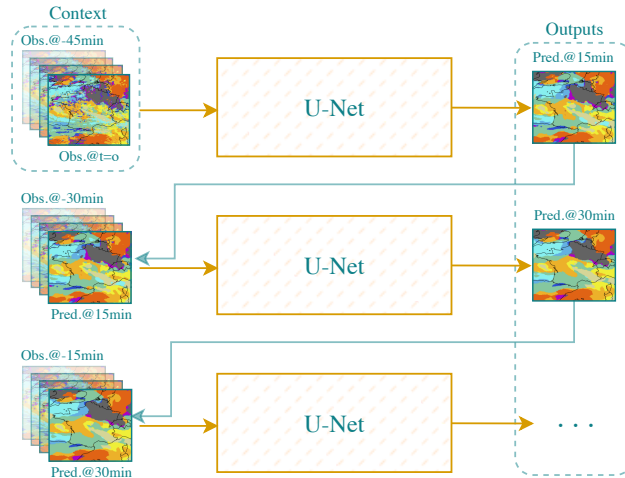 Context
Outputs
Obs.@-45min
Pred.@15min
U-Net
Obs.@t=o
Obs.@-30min
Pred.@30min
U-Net
Pred.@15min
Obs.@-15min
U-Net
. . .
Pred.@30min